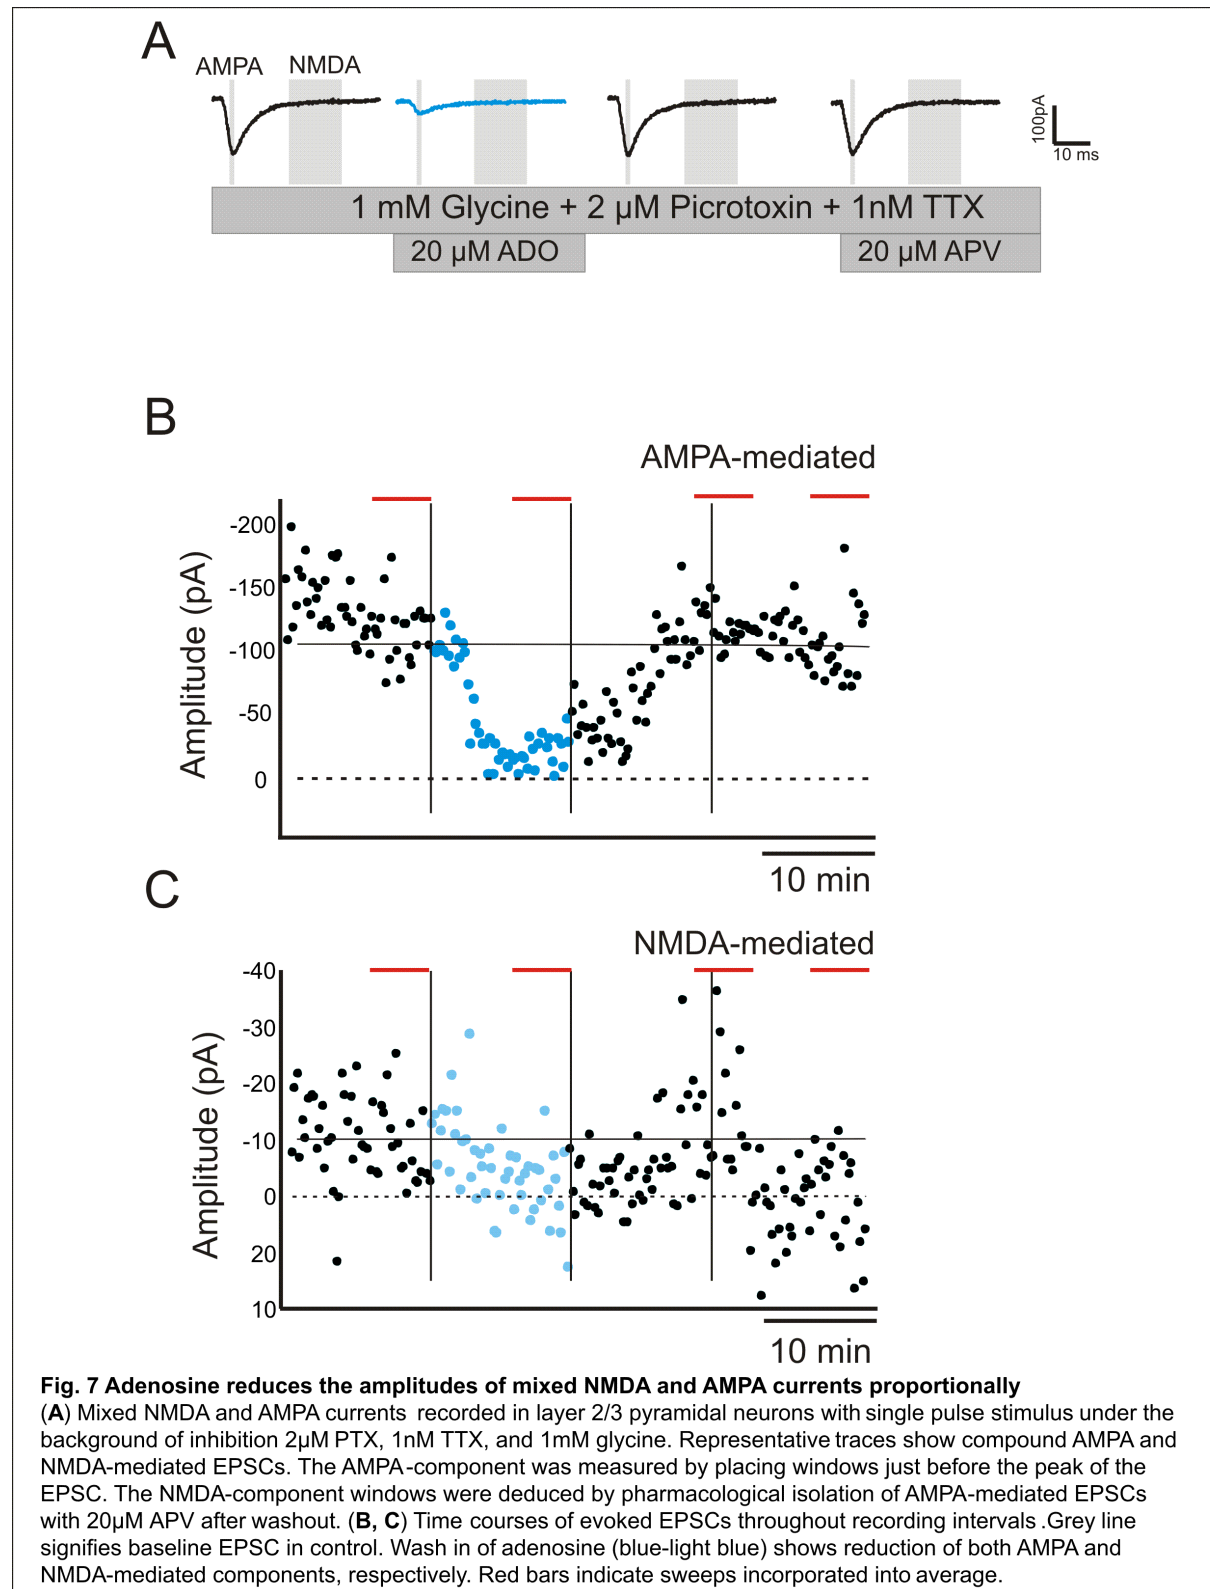 A
AMPA NMDA
100pA
10 ms
1 mM Glycine + 2 µM Picrotoxin + 1nM TTX
20 µM ADO
20 µM APV
B
AMPA-mediated
Amplitude (pA)
-200
-150
-100
-50
0
10 min
C
NMDA-mediated
Amplitude (pA)
-40
-30
-20
-10
0
20
10
10 min
Fig. 7 Adenosine reduces the amplitudes of mixed NMDA and AMPA currents proportionally
(A) Mixed NMDA and AMPA currents recorded in layer 2/3 pyramidal neurons with single pulse stimulus under the
background of inhibition 2µM PTX, 1nM TTX, and 1mM glycine. Representative traces show compound AMPA and
NMDA-mediated EPSCs. The AMPA-component was measured by placing windows just before the peak of the
EPSC. The NMDA-component windows were deduced by pharmacological isolation of AMPA-mediated EPSCs
with 20µM APV after washout. (B, C) Time courses of evoked EPSCs throughout recording intervals .Grey line
signifies baseline EPSC in control. Wash in of adenosine (blue-light blue) shows reduction of both AMPA and
NMDA-mediated components, respectively. Red bars indicate sweeps incorporated into average.